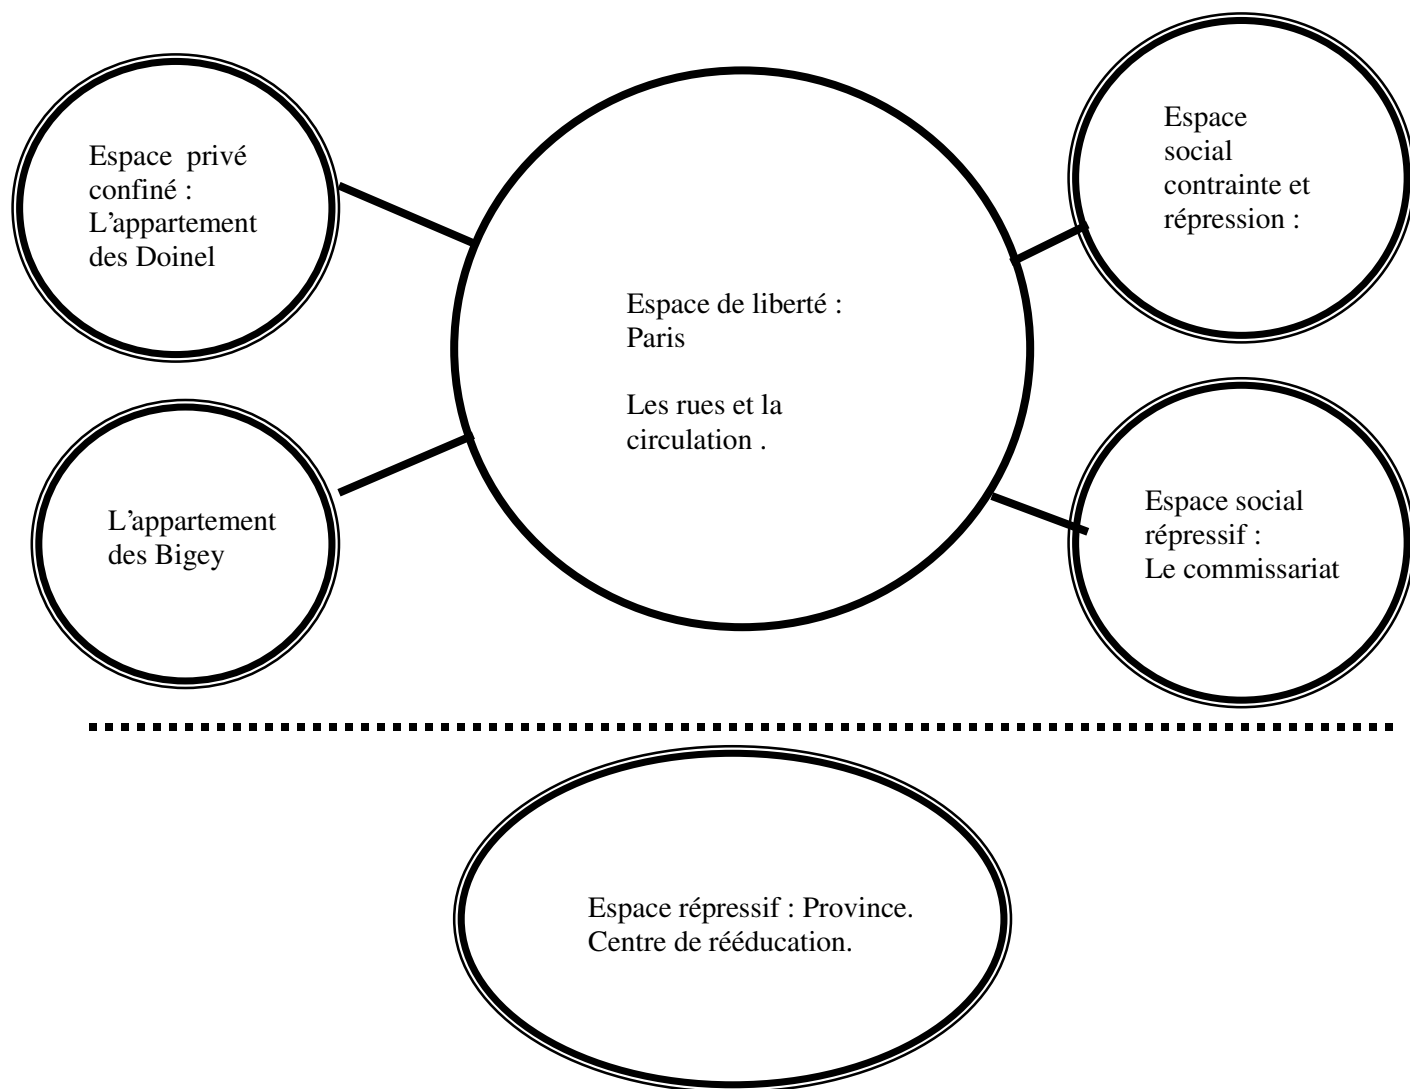 Espace privé
confiné :
L'appartement
des Doinel
Espace
social
contrainte et
répression :
Espace de liberté :
Paris
Les rues et la
circulation .
L'appartement
des Bigey
Espace social
répressif :
Le commissariat
Espace répressif : Province.
Centre de rééducation.